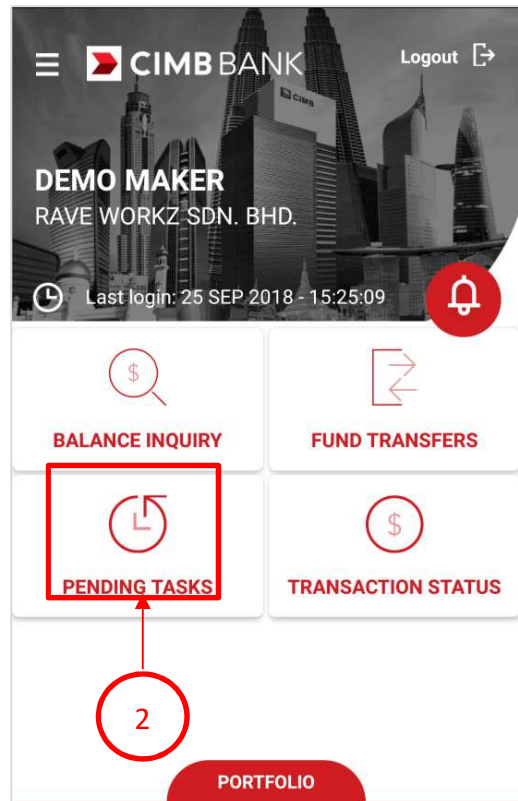 CIMB BANK
Logout
CIMB
DEMO MAKER
RAVE WORKZ SDN. BHD.
Last login: 25 SEP 2018 - 15:25:09
$
BALANCE INQUIRY
FUND TRANSFERS
$
PENDING TASKS
TRANSACTION STATUS
2
PORTFOLIO